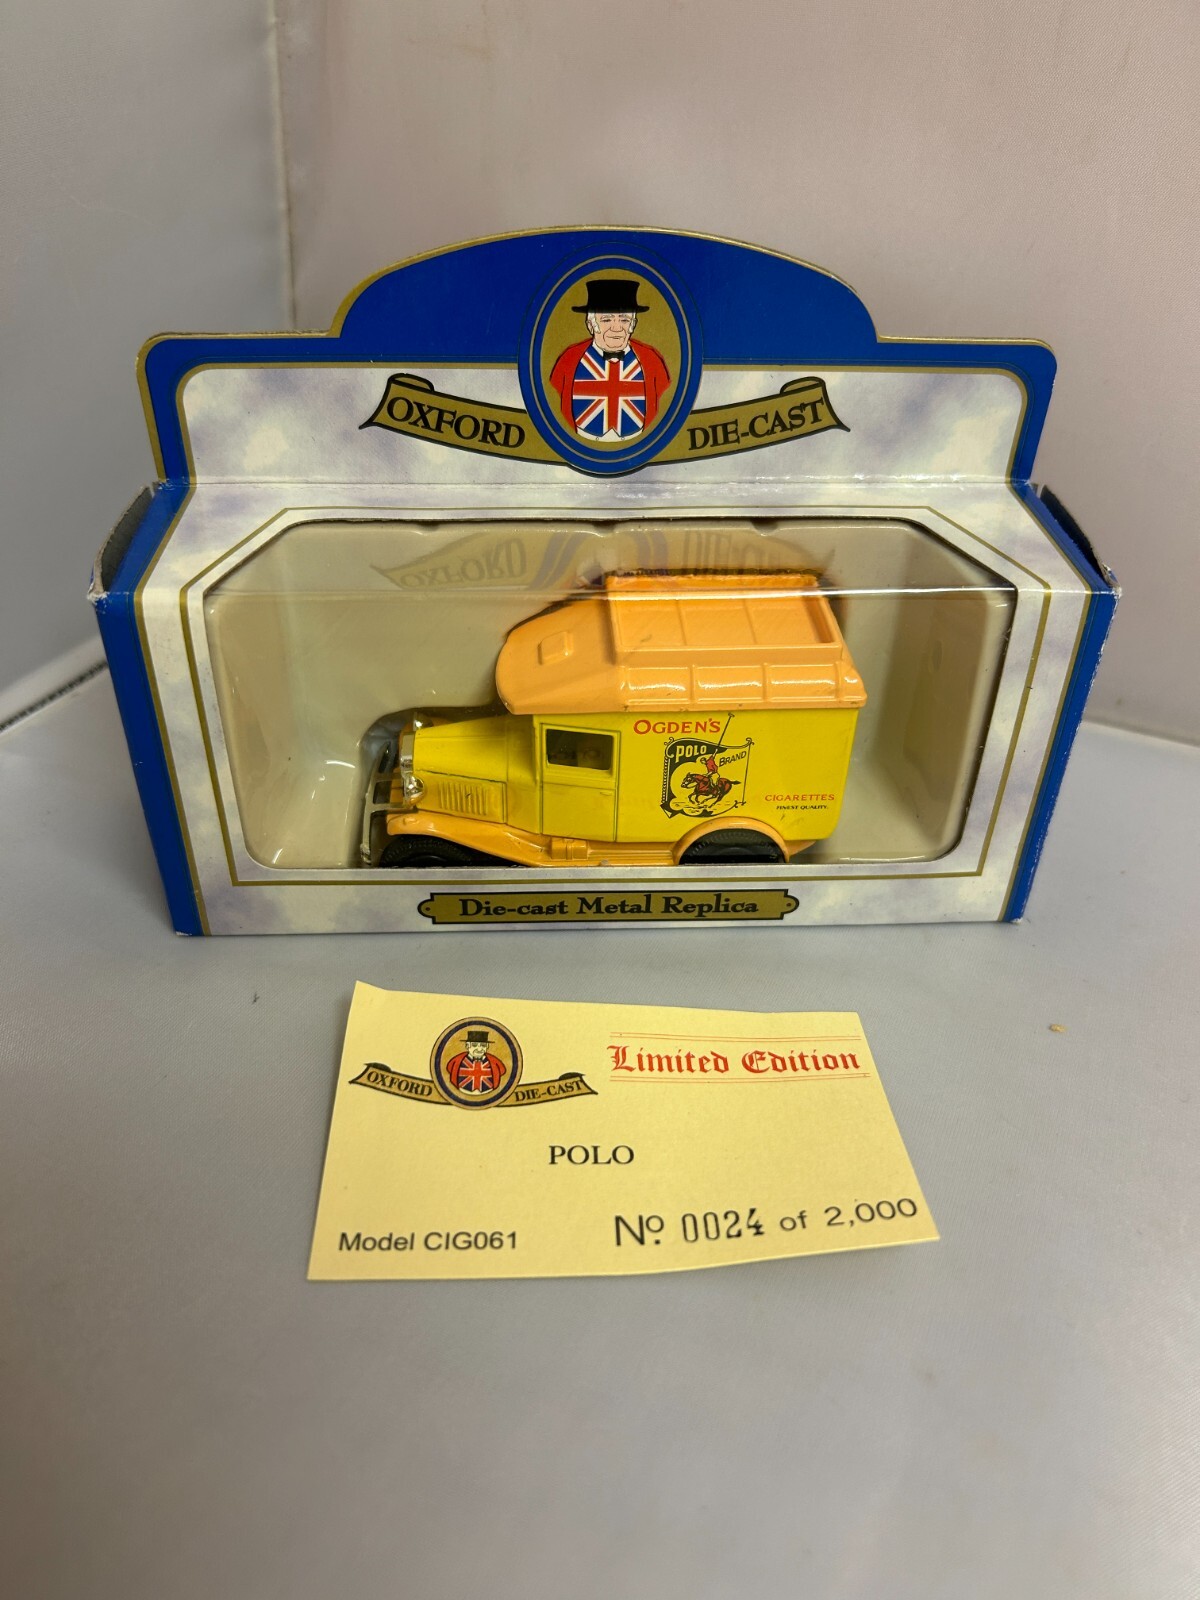 OXFORD DIE-CAST
OGDEN'S
POLO
BRAND
CIGARETTES
FINEST QUALITY.
Die-cast Metal Replica
OXFORD DIE-CAST
Limited Edition
POLO
Model CIG061
Nº 0024 of 2,000